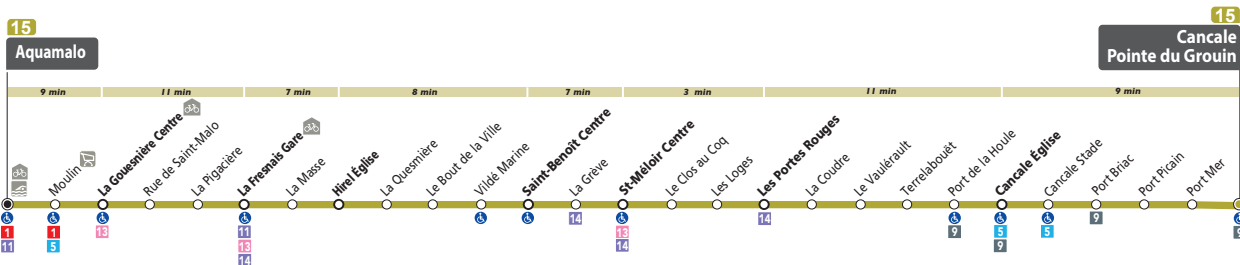 15
Aquamalo
15
Cancale
Pointe du Grouin
9 min
11 min
7 min
8 min
7 min
3 min
11 min
9 min
Moulin
La Gouesnière Centre
Rue de Saint-Malo
La Pigacière
La Fresnais Gare
La Masse
Hirel Église
La Quesmière
Le Bout de la Ville
Vildé Marine
Saint-Benoît Centre
La Grève
St-Méloir Centre
Le Clos au Coq
Les Loges
Les Portes Rouges
La Coudre
Le Vaulérault
Terrelabouët
Port de la Houle
Cancale Église
Cancale Stade
Port Briac
Port Picain
Port Mer
1
11
1
5
13
11
13
14
14
13
14
14
9
5
9
5
9
9